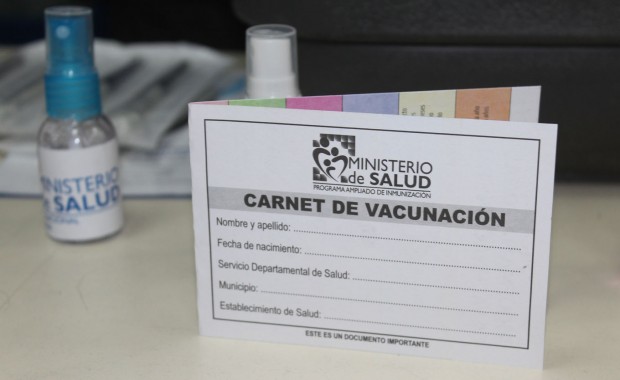 MINISTERIO
de SALUD
PROGRAMA AMPLIADO DE INMUNIZACIÓN
CARNET DE VACUNACIÓN
Nombre y apellido:
Fecha de nacimiento:
Servicio Departamental de Salud:
Municipio:
Establecimiento de Salud:
ESTE ES UN DOCUMENTO IMPORTANTE
INISTERIO
de SALUD